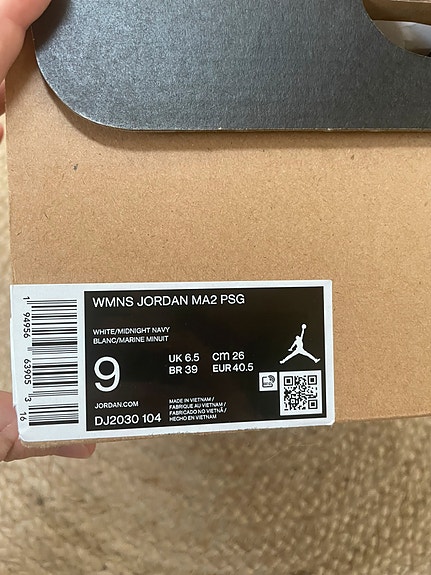 WMNS JORDAN MA2 PSG
WHITE/MIDNIGHT NAVY
BLANC/MARINE MINUIT
9
UK 6.5 CM 26
BR 39 EUR 40.5
JORDAN.COM
DJ2030 104
MADE IN VIETNAM /
FABRIQUÉ AU VIETNAM /
FABRICADO NO VIETNÃ /
HECHO EN VIETNAM
1 94956 63905 3
16